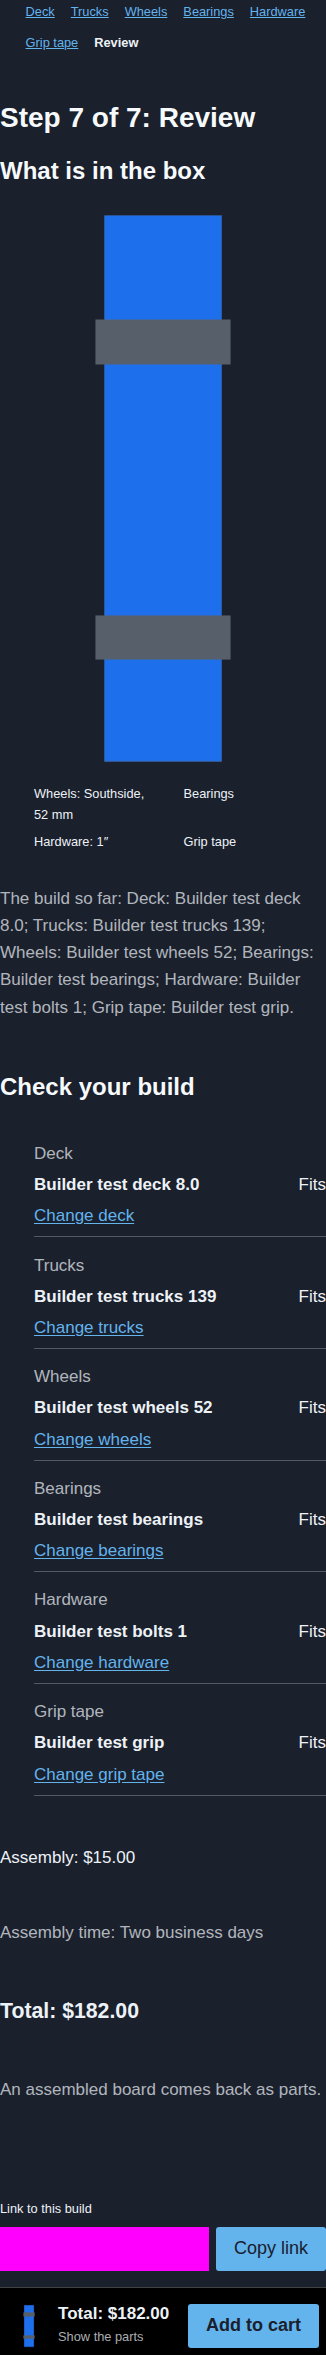 Deck Trucks Wheels Bearings Hardware
Grip tape Review
Step 7 of 7: Review
What is in the box
Wheels: Southside, Bearings
52 mm
Hardware: 1″ Grip tape
The build so far: Deck: Builder test deck
8.0; Trucks: Builder test trucks 139;
Wheels: Builder test wheels 52; Bearings:
Builder test bearings; Hardware: Builder
test bolts 1; Grip tape: Builder test grip.
Check your build
Deck
Builder test deck 8.0 Fits
Change deck
Trucks
Builder test trucks 139 Fits
Change trucks
Wheels
Builder test wheels 52 Fits
Change wheels
Bearings
Builder test bearings Fits
Change bearings
Hardware
Builder test bolts 1 Fits
Change hardware
Grip tape
Builder test grip Fits
Change grip tape
Assembly: $15.00
Assembly time: Two business days
Total: $182.00
An assembled board comes back as parts.
Link to this build
Copy link
Total: $182.00
Show the parts
Add to cart